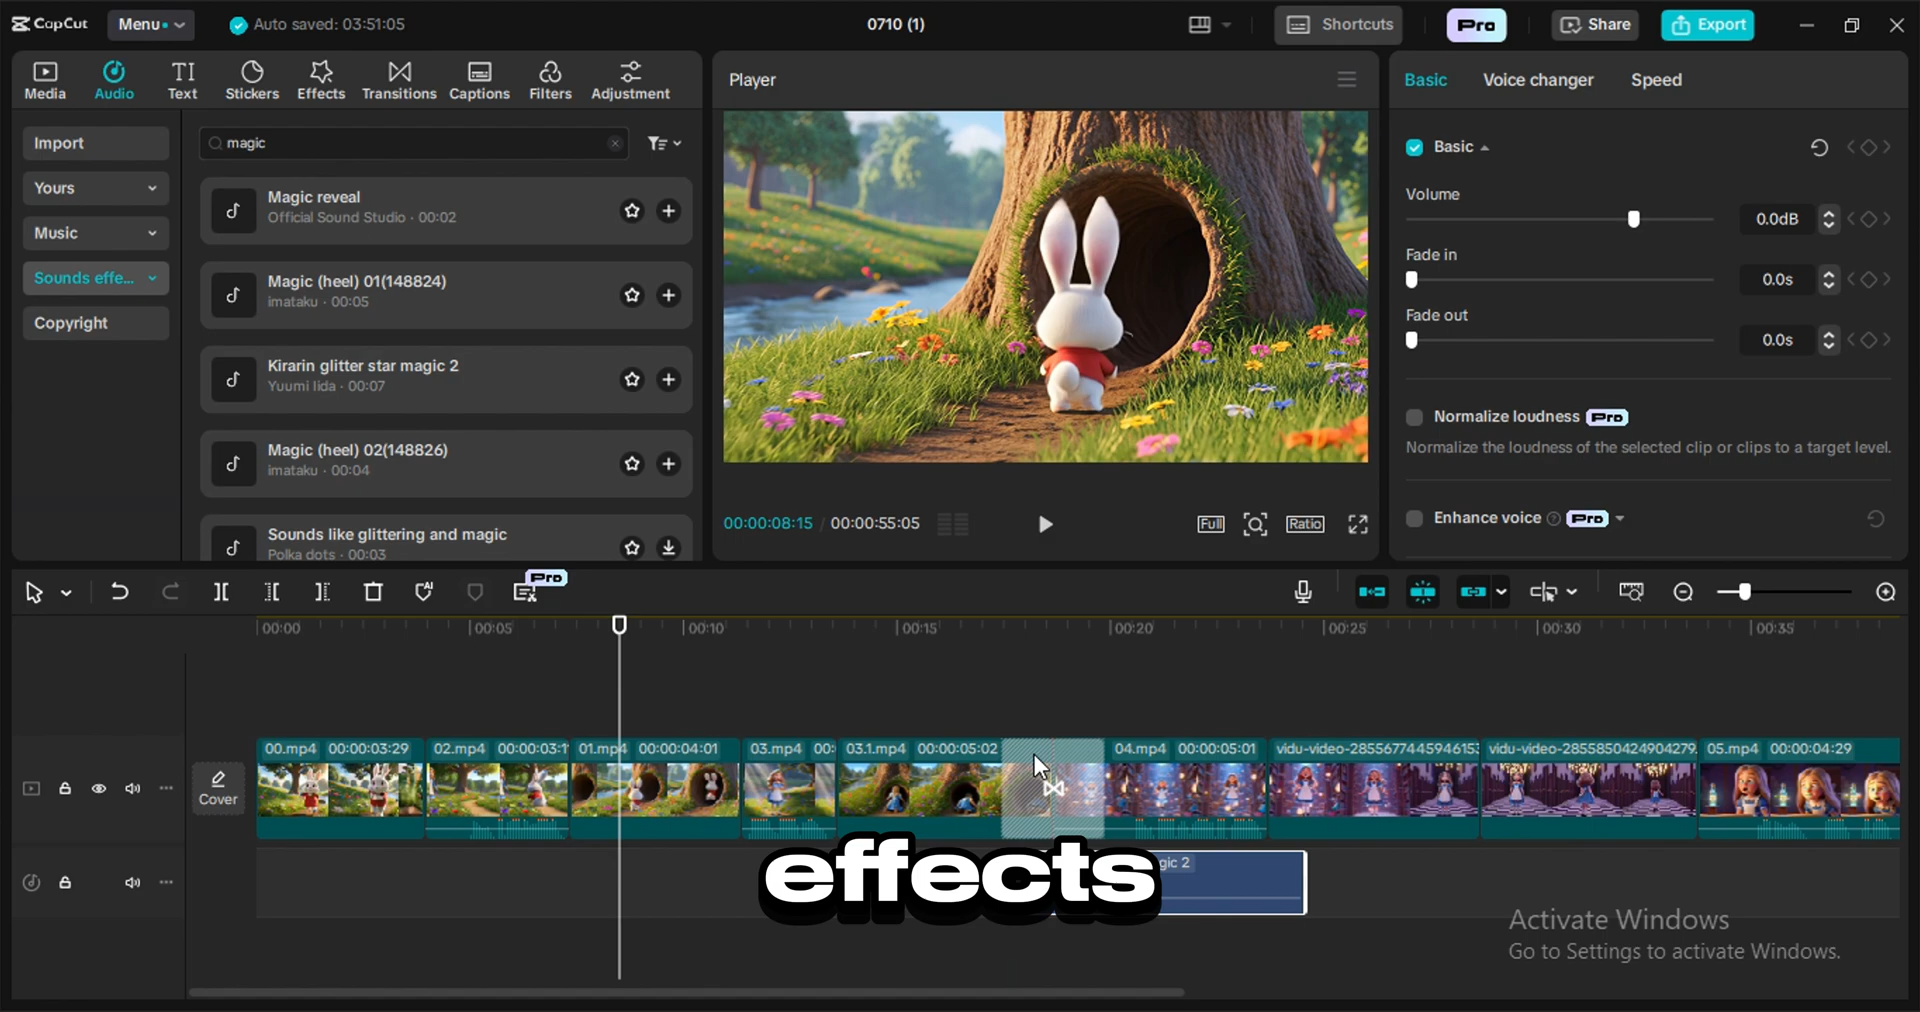 CapCut
Menu
Auto saved: 03:51:05
0710 (1)
Shortcuts
Pro
Share
Export
Media
Audio
Text
Stickers
Effects
Transitions
Captions
Filters
Adjustment
Import
Yours
Music
Sounds effe...
Copyright
magic
Magic reveal
Official Sound Studio · 00:02
Magic (heel) 01(148824)
imataku · 00:05
Kirarin glitter star magic 2
Yuumi Iida · 00:07
Magic (heel) 02(148826)
imataku · 00:04
Sounds like glittering and magic
Polka dots · 00:03
Player
00:00:08:15 / 00:00:55:05
Full
Ratio
Basic
Voice changer
Speed
Basic
Volume
0.0dB
Fade in
0.0s
Fade out
0.0s
Normalize loudness Pro
Normalize the loudness of the selected clip or clips to a target level.
Enhance voice Pro
Pro
00:00
00:05
00:10
00:15
00:20
00:25
00:30
00:35
Cover
00.mp4 00:00:03:29
02.mp4 00:00:03:1
01.mp4 00:00:04:01
03.mp4 00:
03.1.mp4 00:00:05:02
04.mp4 00:00:05:01
vidu-video-2855677445946153
vidu-video-2855850424904279
05.mp4 00:00:04:29
gic 2
effects
Activate Windows
Go to Settings to activate Windows.